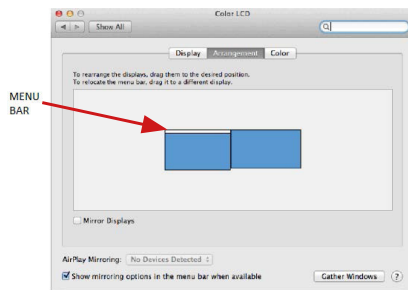 Color LCD
Show All
Display Arrangement Color
To rearrange the displays, drag them to the desired position.
To relocate the menu bar, drag it to a different display.
MENU
BAR
Mirror Displays
AirPlay Mirroring: No Devices Detected
Show mirroring options in the menu bar when available
Gather Windows ?